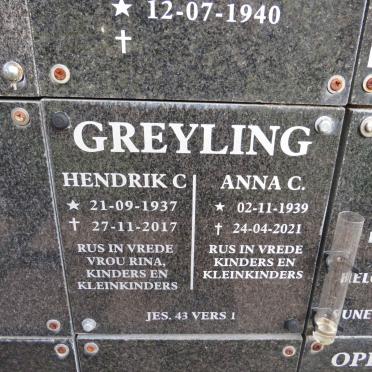 ★ 12-07-1940
✝
GREYLING
HENDRIK C
★ 21-09-1937
✝ 27-11-2017
RUS IN VREDE
VROU RINA,
KINDERS EN
KLEINKINDERS
ANNA C.
★ 02-11-1939
✝ 24-04-2021
RUS IN VREDE
KINDERS EN
KLEINKINDERS
JES. 43 VERS 1